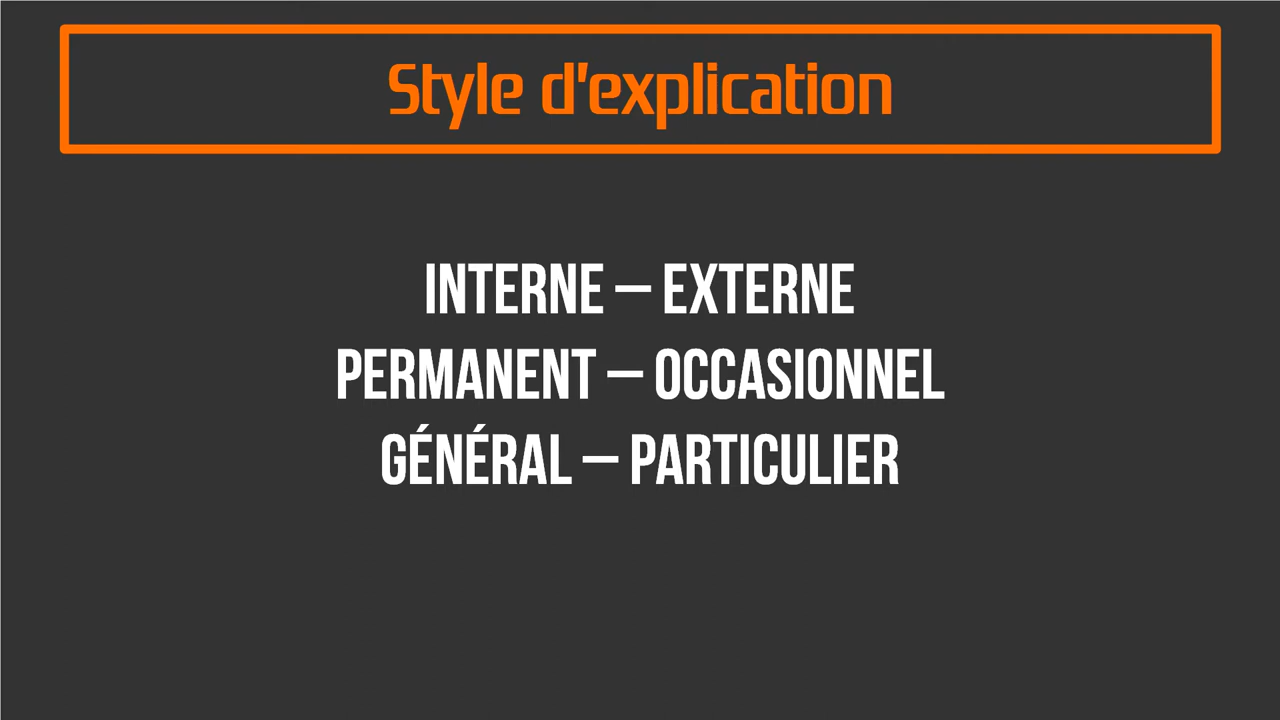 Style d'explication
INTERNE – EXTERNE
PERMANENT – OCCASIONNEL
GÉNÉRAL – PARTICULIER